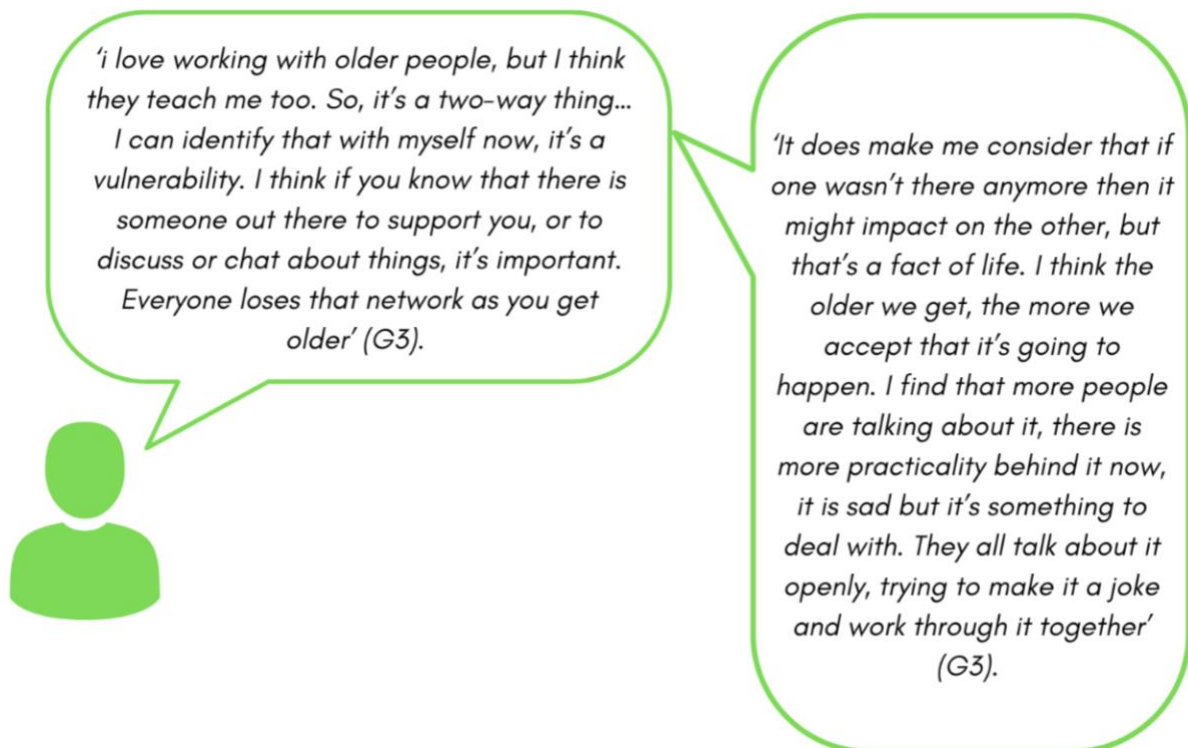 ‘i love working with older people, but I think
they teach me too. So, it’s a two-way thing...
I can identify that with myself now, it’s a
vulnerability. I think if you know that there is
someone out there to support you, or to
discuss or chat about things, it’s important.
Everyone loses that network as you get
older’ (G3).
‘It does make me consider that if
one wasn’t there anymore then it
might impact on the other, but
that’s a fact of life. I think the
older we get, the more we
accept that it’s going to
happen. I find that more people
are talking about it, there is
more practicality behind it now,
it is sad but it’s something to
deal with. They all talk about it
openly, trying to make it a joke
and work through it together’
(G3).